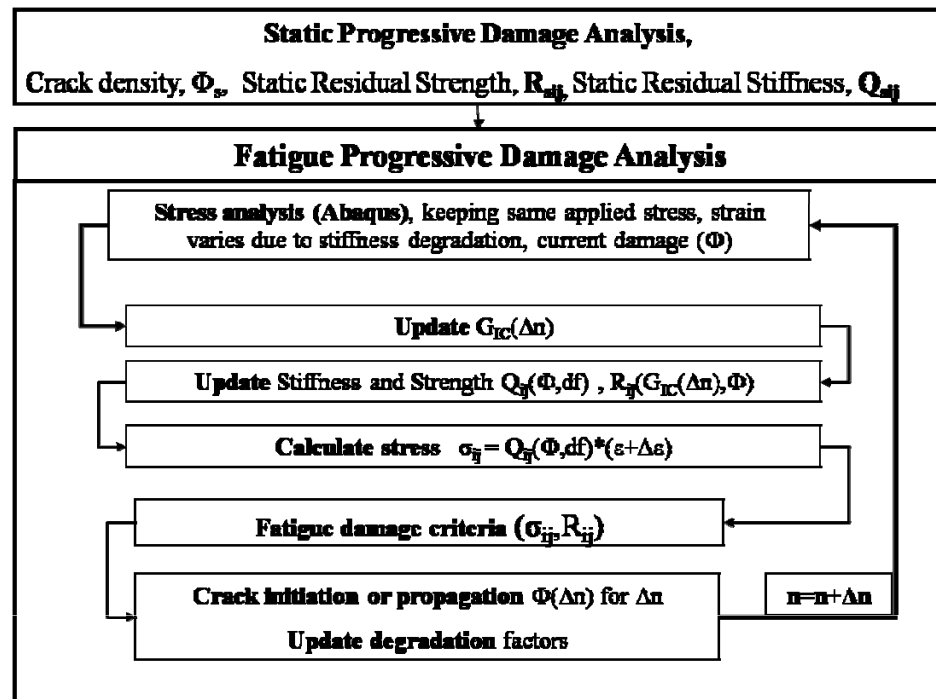 Static Progressive Damage Analysis,
Crack density, Φs, Static Residual Strength, Rsij, Static Residual Stiffness, Qsij
Fatigue Progressive Damage Analysis
Stress analysis (Abaqus), keeping same applied stress, strain
varies due to stiffness degradation, current damage (Φ)
Update GIC(Δn)
Update Stiffness and Strength Qij(Φ,df) , Rij(GIC(Δn),Φ)
Calculate stress σij = Qij(Φ,df)*(ε+Δε)
Fatigue damage criteria (σij,Rij)
Crack initiation or propagation Φ(Δn) for Δn
n=n+Δn
Update degradation factors